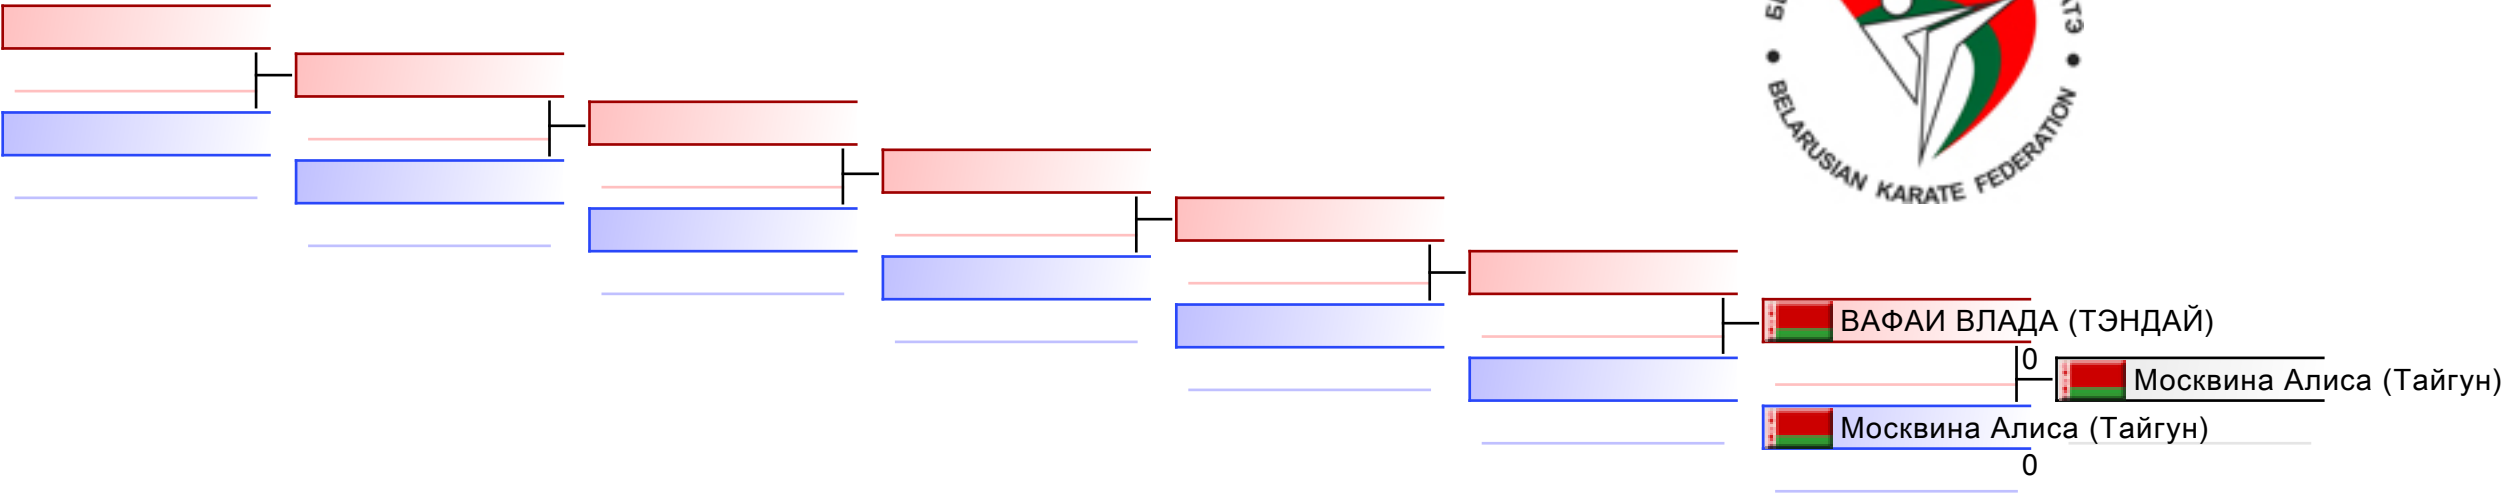 BELARUSIAN KARATE FEDERATION
ВАФАИ ВЛАДА (ТЭНДАЙ)
0
Москвина Алиса (Тайгун)
Москвина Алиса (Тайгун)
0